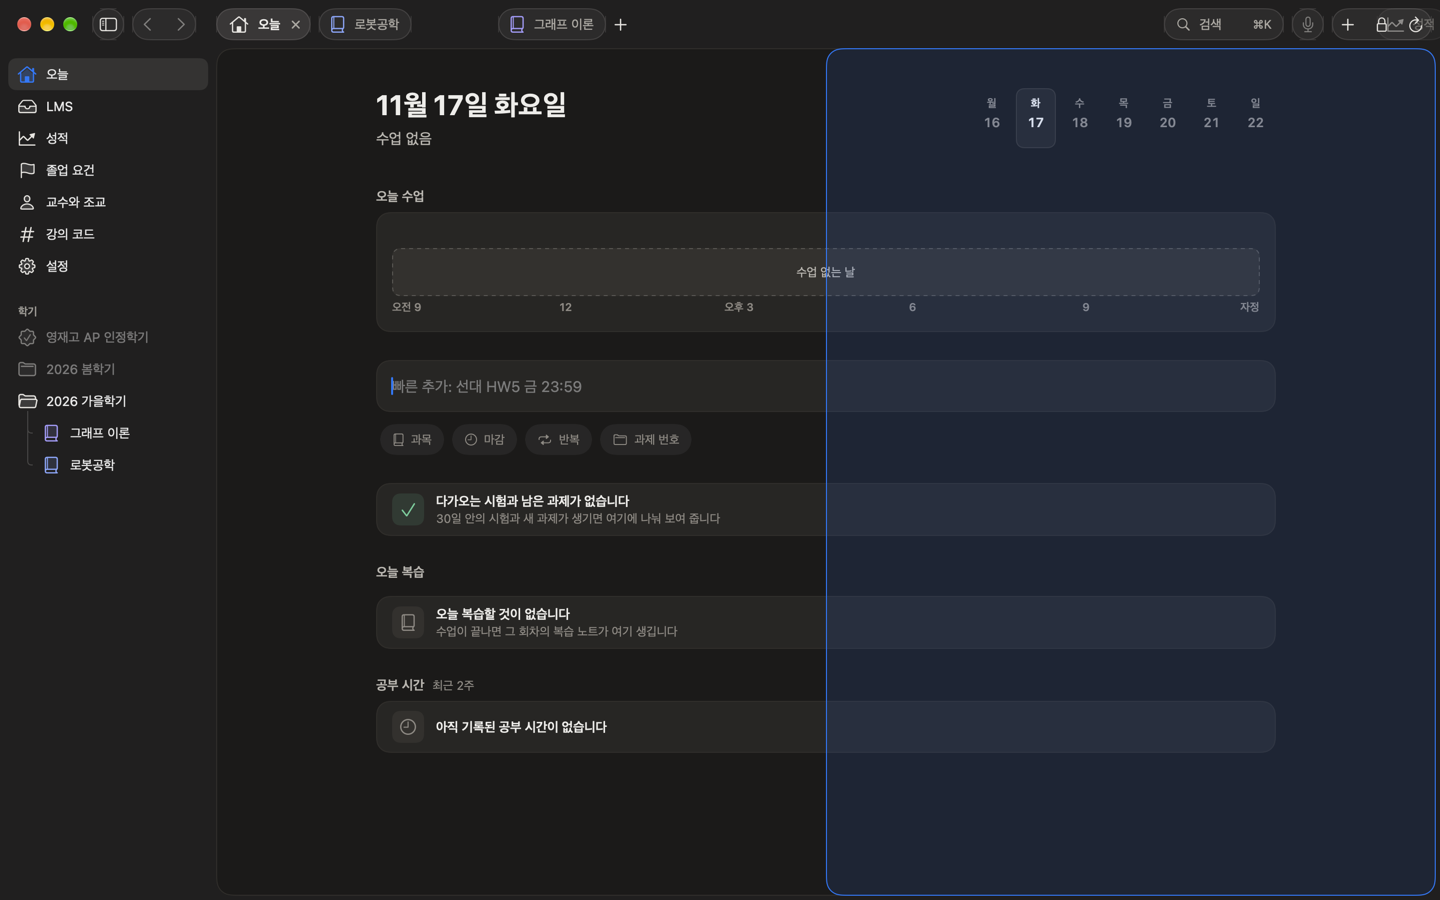 오늘
로봇공학
그래프 이론
검색 ⌘K
성적
오늘
LMS
성적
졸업 요건
교수와 조교
강의 코드
설정
학기
영재고 AP 인정학기
2026 봄학기
2026 가을학기
그래프 이론
로봇공학
11월 17일 화요일
수업 없음
월 화 수 목 금 토 일
16 17 18 19 20 21 22
오늘 수업
수업 없는 날
오전 9 12 오후 3 6 9 자정
빠른 추가: 선대 HW5 금 23:59
과목 마감 반복 과제 번호
다가오는 시험과 남은 과제가 없습니다
30일 안의 시험과 새 과제가 생기면 여기에 나눠 보여 줍니다
오늘 복습
오늘 복습할 것이 없습니다
수업이 끝나면 그 회차의 복습 노트가 여기 생깁니다
공부 시간 최근 2주
아직 기록된 공부 시간이 없습니다